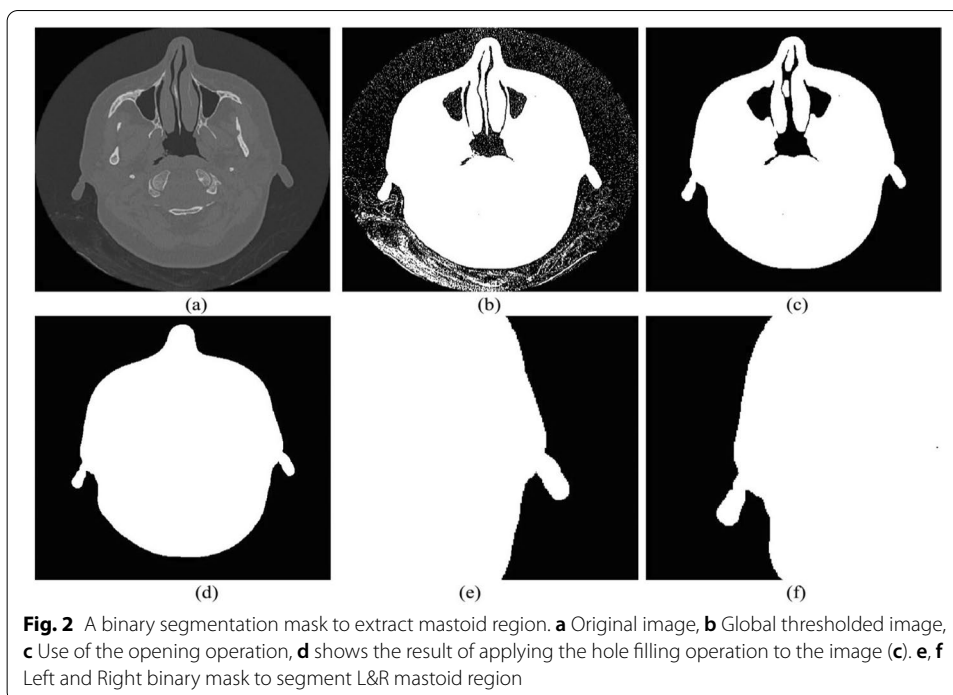 (a)
(b)
(c)
(d)
(e)
(f)
Fig. 2 A binary segmentation mask to extract mastoid region. a Original image, b Global thresholded image,
c Use of the opening operation, d shows the result of applying the hole filling operation to the image (c). e, f
Left and Right binary mask to segment L&R mastoid region